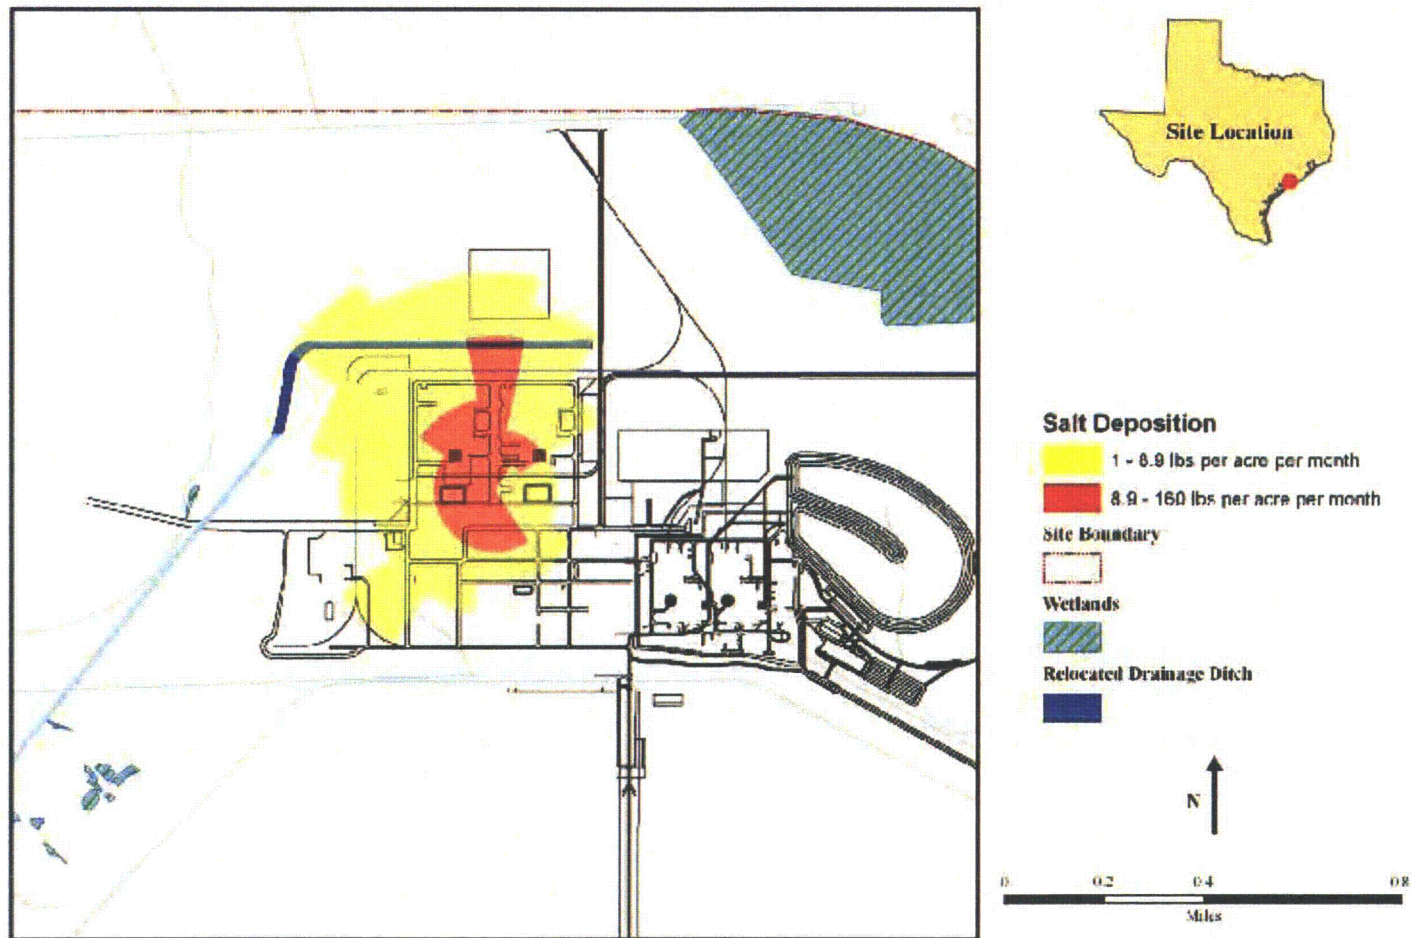 Site Location
Salt Deposition
1 - 8.9 lbs per acre per month
8.9 - 160 lbs per acre per month
Site Boundary
Wetlands
Relocated Drainage Ditch
N
0 0.2 0.4 0.8
Miles